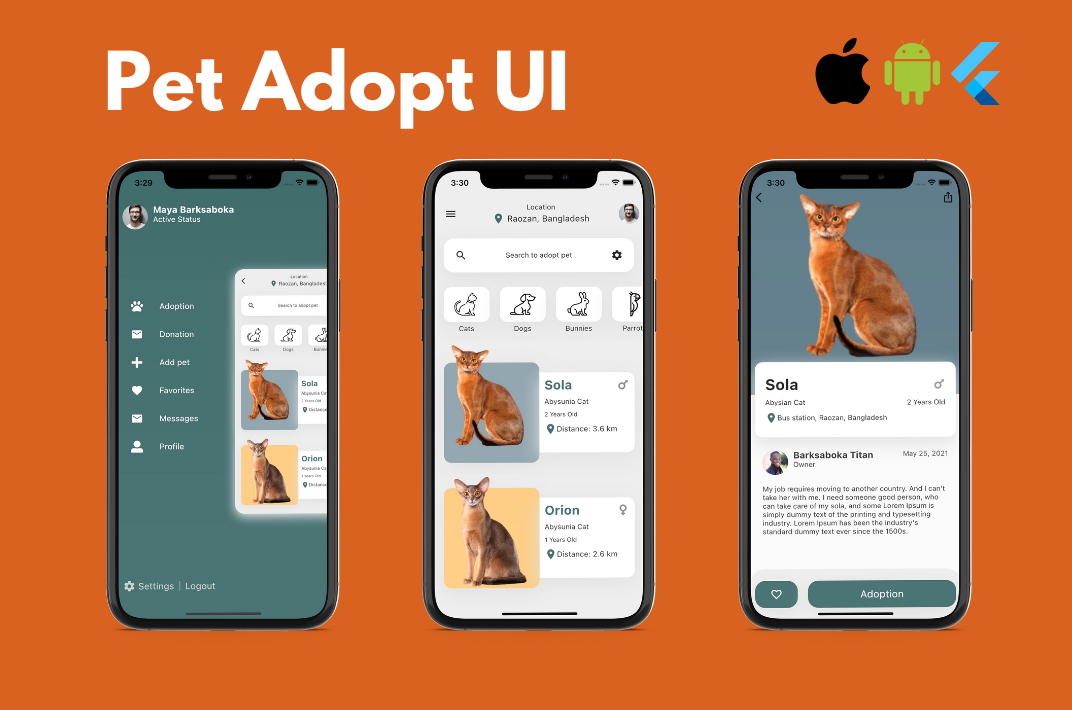 Pet Adopt UI
3:29
Maya Barksaboka
Active Status
Adoption
Donation
Add pet
Favorites
Messages
Profile
Settings | Logout
Location
Raozan, Bangladesh
Search to adopt pet
Cats
Dogs
Bunnies
Sola
Abysunia Cat
2 Years Old
Distance:
Orion
Abysunia Cat
1 Years Old
Distance:
3:30
Location
Raozan, Bangladesh
Search to adopt pet
Cats
Dogs
Bunnies
Parrot
Sola
Abysunia Cat
2 Years Old
Distance: 3.6 km
Orion
Abysunia Cat
1 Years Old
Distance: 2.6 km
3:30
Sola
Abysian Cat
2 Years Old
Bus station, Raozan, Bangladesh
Barksaboka Titan
May 25, 2021
Owner
My job requires moving to another country. And I can't
take her with me. I need someone good person, who
can take care of my sola, and some Lorem Ipsum is
simply dummy text of the printing and typesetting
industry. Lorem Ipsum has been the industry's
standard dummy text ever since the 1500s.
Adoption